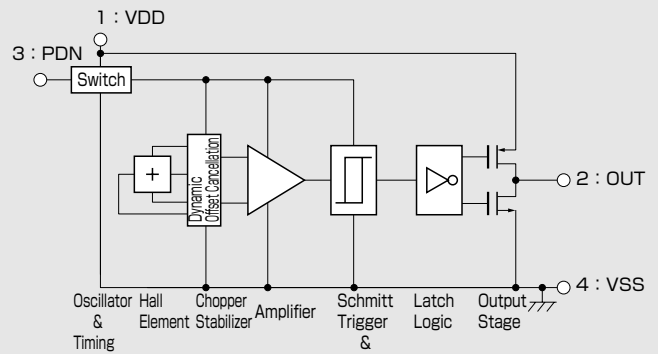 1：VDD
3：PDN
Switch
+
Dynamic
Offset Cancellation
2：OUT
4：VSS
Oscillator
&
Timing
Hall
Element
Chopper
Stabilizer
Amplifier
Schmitt
Trigger
&
Latch
Logic
Output
Stage